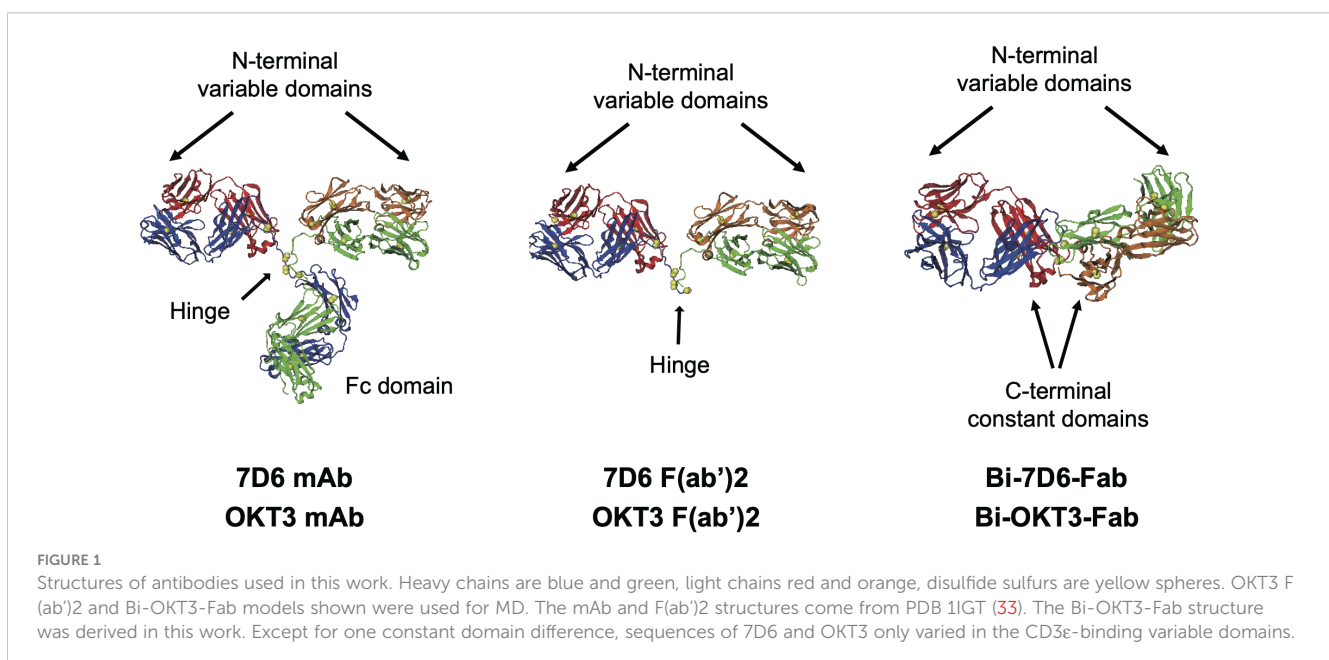 N-terminal
variable domains
N-terminal
variable domains
N-terminal
variable domains
Hinge
Fc domain
Hinge
C-terminal
constant domains
7D6 mAb
OKT3 mAb
7D6 F(ab')2
OKT3 F(ab')2
Bi-7D6-Fab
Bi-OKT3-Fab
FIGURE 1
Structures of antibodies used in this work. Heavy chains are blue and green, light chains red and orange, disulfide sulfurs are yellow spheres. OKT3 F
(ab')2 and Bi-OKT3-Fab models shown were used for MD. The mAb and F(ab')2 structures come from PDB 1IGT (33). The Bi-OKT3-Fab structure
was derived in this work. Except for one constant domain difference, sequences of 7D6 and OKT3 only varied in the CD3ε-binding variable domains.